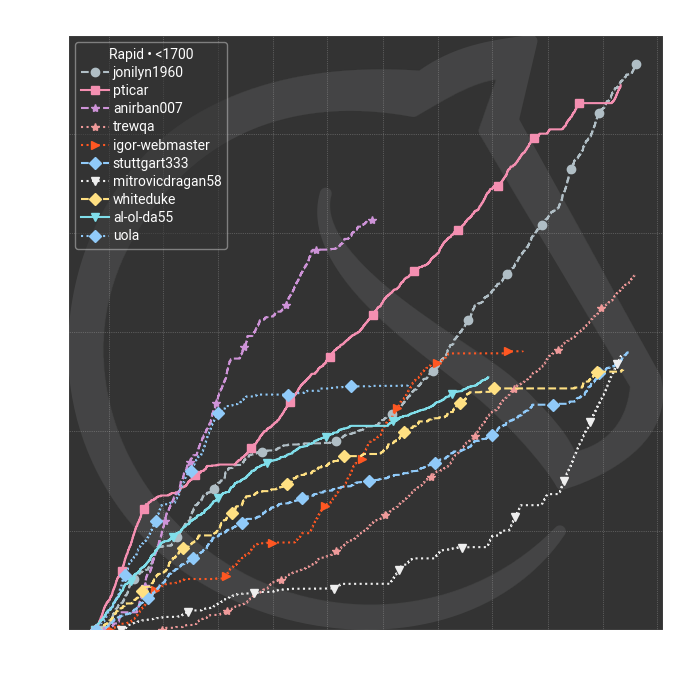 Rapid • <1700
jonilyn1960
pticar
anirban007
trewqa
igor-webmaster
stuttgart333
mitrovicdragan58
whiteduke
al-ol-da55
uola